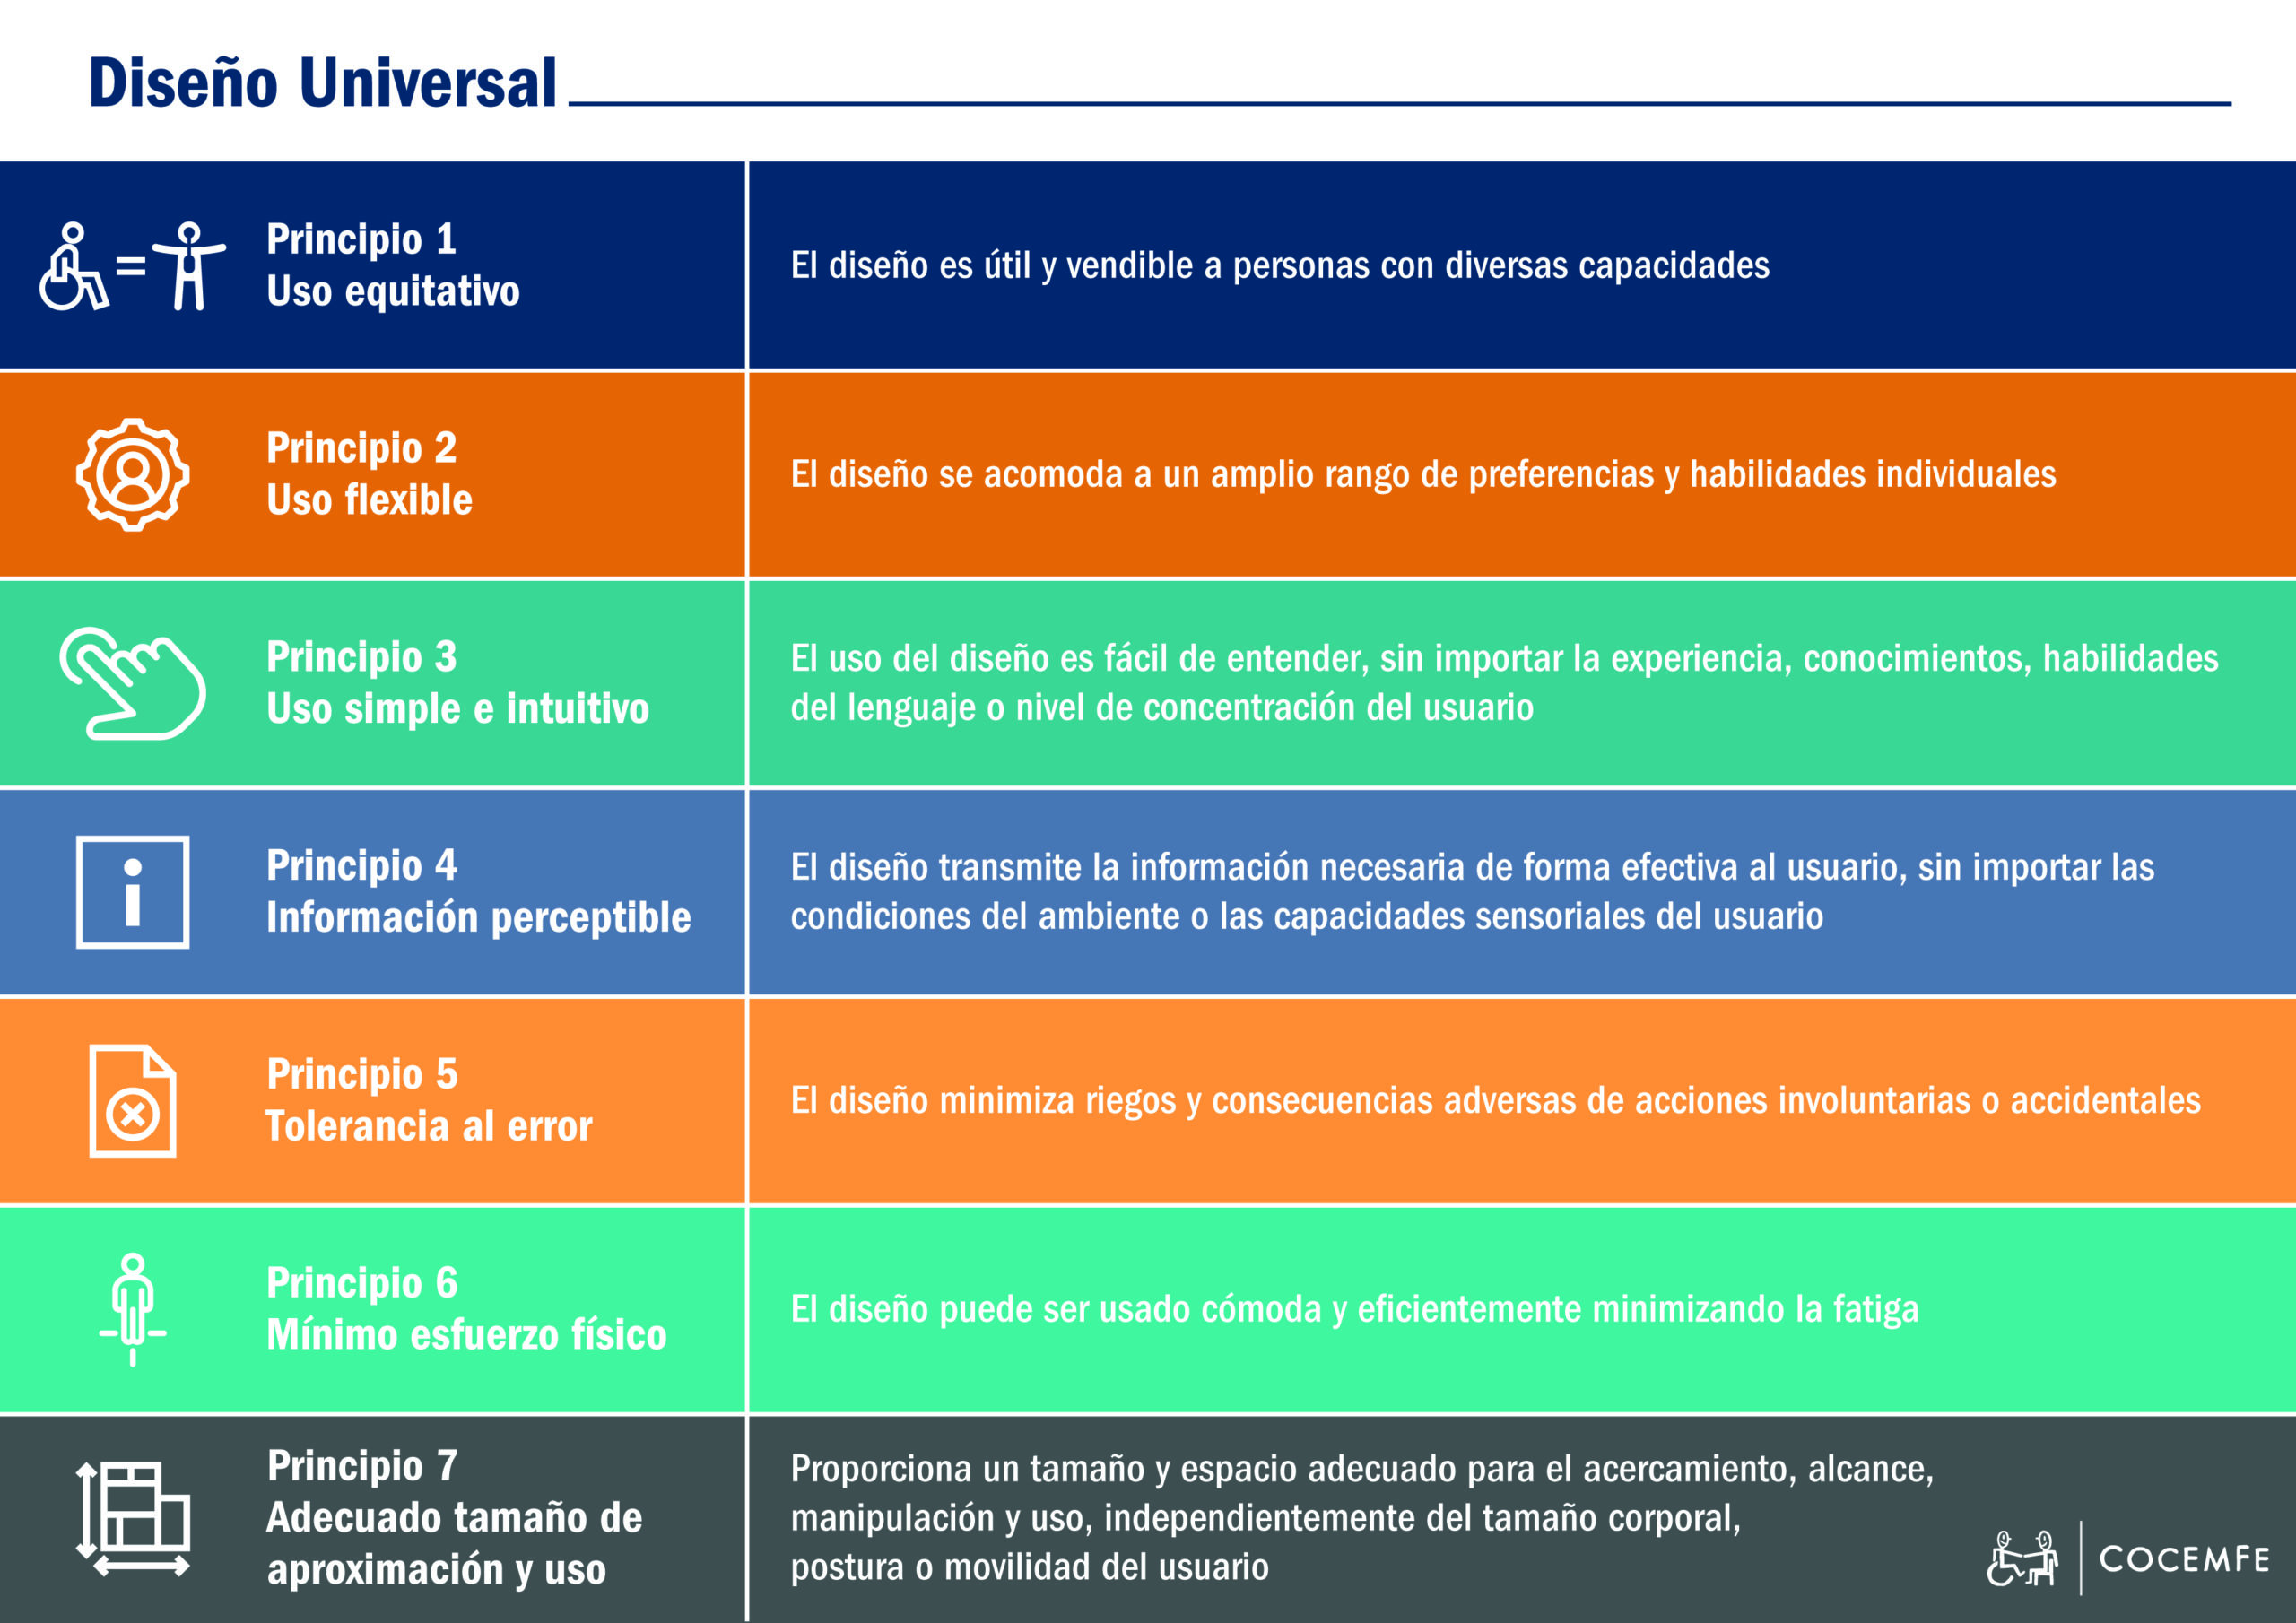 Diseño Universal
Principio 1
Uso equitativo
El diseño es útil y vendible a personas con diversas capacidades
Principio 2
Uso flexible
El diseño se acomoda a un amplio rango de preferencias y habilidades individuales
Principio 3
Uso simple e intuitivo
El uso del diseño es fácil de entender, sin importar la experiencia, conocimientos, habilidades
del lenguaje o nivel de concentración del usuario
Principio 4
Información perceptible
El diseño transmite la información necesaria de forma efectiva al usuario, sin importar las
condiciones del ambiente o las capacidades sensoriales del usuario
Principio 5
Tolerancia al error
El diseño minimiza riegos y consecuencias adversas de acciones involuntarias o accidentales
Principio 6
Mínimo esfuerzo físico
El diseño puede ser usado cómoda y eficientemente minimizando la fatiga
Principio 7
Adecuado tamaño de
aproximación y uso
Proporciona un tamaño y espacio adecuado para el acercamiento, alcance,
manipulación y uso, independientemente del tamaño corporal,
postura o movilidad del usuario
COCEMFE